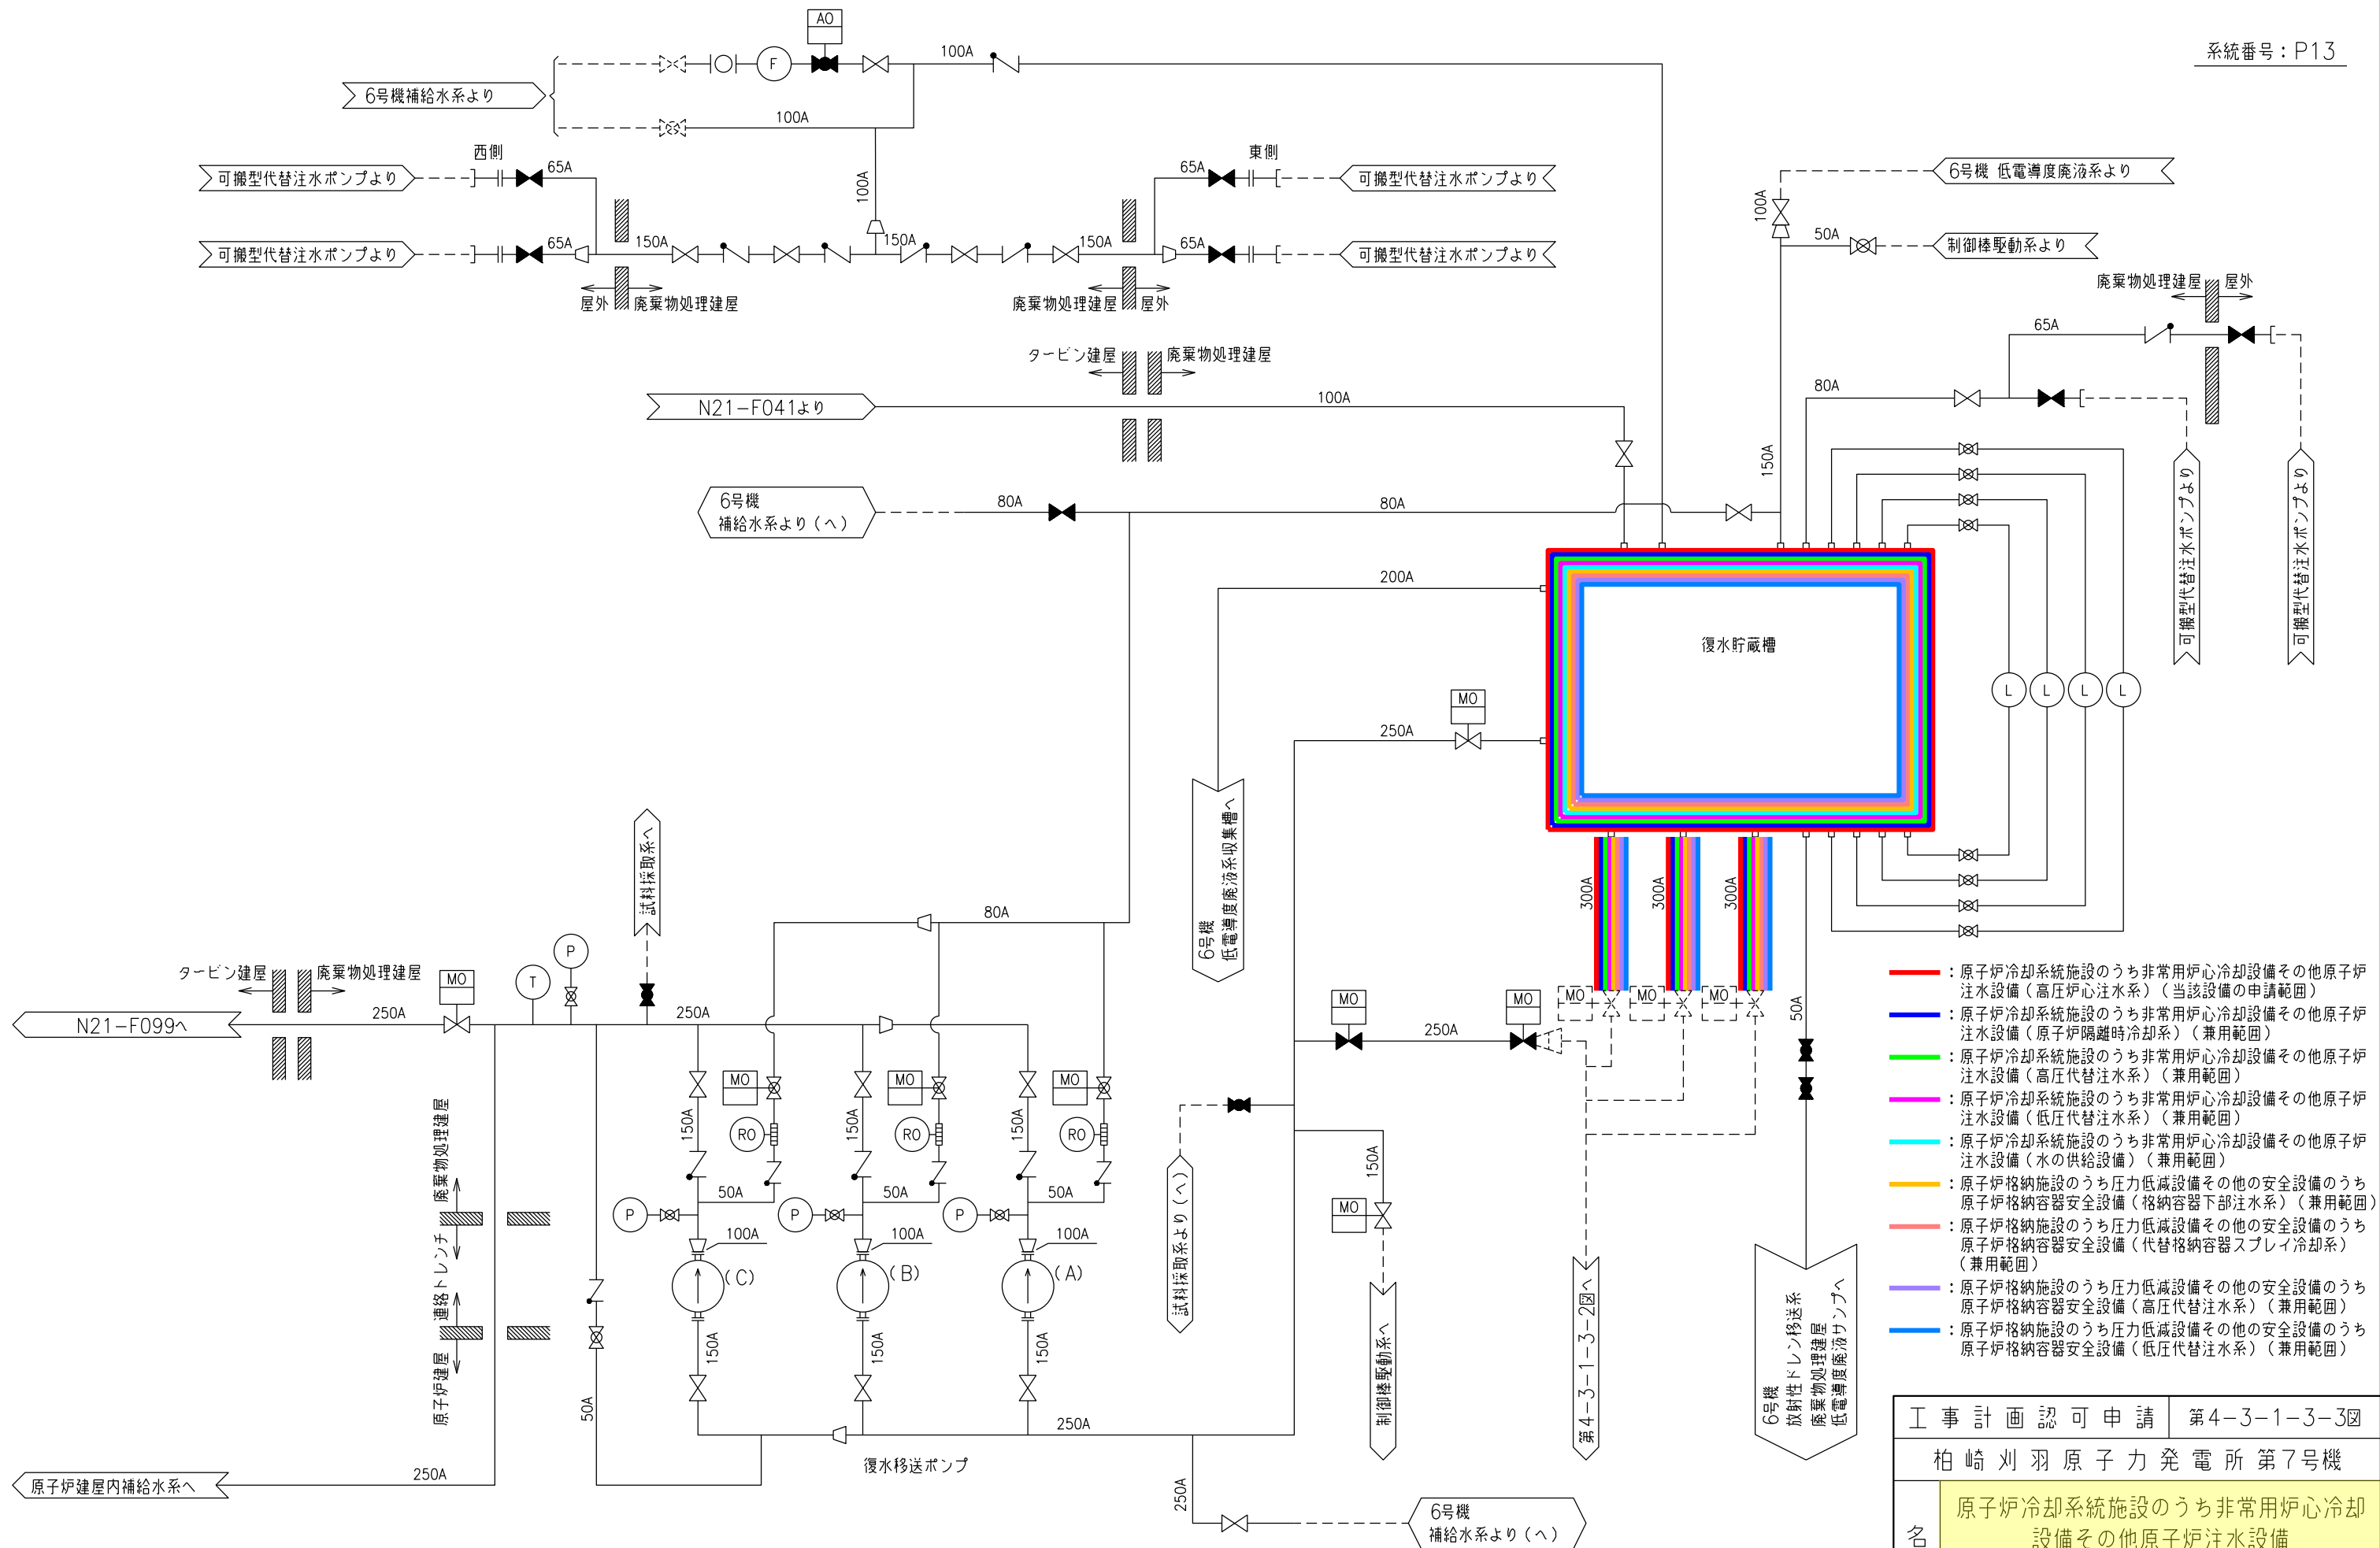 系統番号：P13
AO
F
100A
6号機補給水系より
100A
西側
可搬型代替注水ポンプより
65A
100A
東側
65A
可搬型代替注水ポンプより
可搬型代替注水ポンプより
65A
150A
150A
150A
65A
可搬型代替注水ポンプより
屋外
廃棄物処理建屋
廃棄物処理建屋
屋外
6号機 低電導度廃液系より
100A
50A
制御棒駆動系より
廃棄物処理建屋
屋外
65A
80A
可搬型代替注水ポンプより
可搬型代替注水ポンプより
タービン建屋
廃棄物処理建屋
N21-F041より
100A
150A
6号機
補給水系より（へ）
80A
80A
200A
復水貯蔵槽
L
L
L
L
MO
250A
6号機
低電導度廃液系収集槽へ
300A
300A
300A
MO
MO
MO
50A
試料採取系へ
80A
タービン建屋
廃棄物処理建屋
MO
T
P
N21-F099へ
250A
250A
MO
MO
MO
150A
150A
150A
RO
RO
RO
50A
50A
50A
P
P
P
100A
100A
100A
（C）
（B）
（A）
150A
150A
150A
廃棄物処理建屋
連絡トレンチ
原子炉建屋
50A
原子炉建屋内補給水系へ
250A
復水移送ポンプ
250A
250A
6号機
補給水系より（へ）
MO
MO
250A
試料採取系より（へ）
150A
MO
制御棒駆動系へ
第4-3-1-3-2図へ
6号機
放射性ドレン移送系
廃棄物処理建屋
低電導度廃液サンプへ
：原子炉冷却系統施設のうち非常用炉心冷却設備その他原子炉
注水設備（高圧炉心注水系）（当該設備の申請範囲）
：原子炉冷却系統施設のうち非常用炉心冷却設備その他原子炉
注水設備（原子炉隔離時冷却系）（兼用範囲）
：原子炉冷却系統施設のうち非常用炉心冷却設備その他原子炉
注水設備（高圧代替注水系）（兼用範囲）
：原子炉冷却系統施設のうち非常用炉心冷却設備その他原子炉
注水設備（低圧代替注水系）（兼用範囲）
：原子炉冷却系統施設のうち非常用炉心冷却設備その他原子炉
注水設備（水の供給設備）（兼用範囲）
：原子炉格納施設のうち圧力低減設備その他の安全設備のうち
原子炉格納容器安全設備（格納容器下部注水系）（兼用範囲）
：原子炉格納施設のうち圧力低減設備その他の安全設備のうち
原子炉格納容器安全設備（代替格納容器スプレイ冷却系）
（兼用範囲）
：原子炉格納施設のうち圧力低減設備その他の安全設備のうち
原子炉格納容器安全設備（高圧代替注水系）（兼用範囲）
：原子炉格納施設のうち圧力低減設備その他の安全設備のうち
原子炉格納容器安全設備（低圧代替注水系）（兼用範囲）
工事計画認可申請
第4-3-1-3-3図
柏崎刈羽原子力発電所第7号機
名
原子炉冷却系統施設のうち非常用炉心冷却
設備その他原子炉注水設備